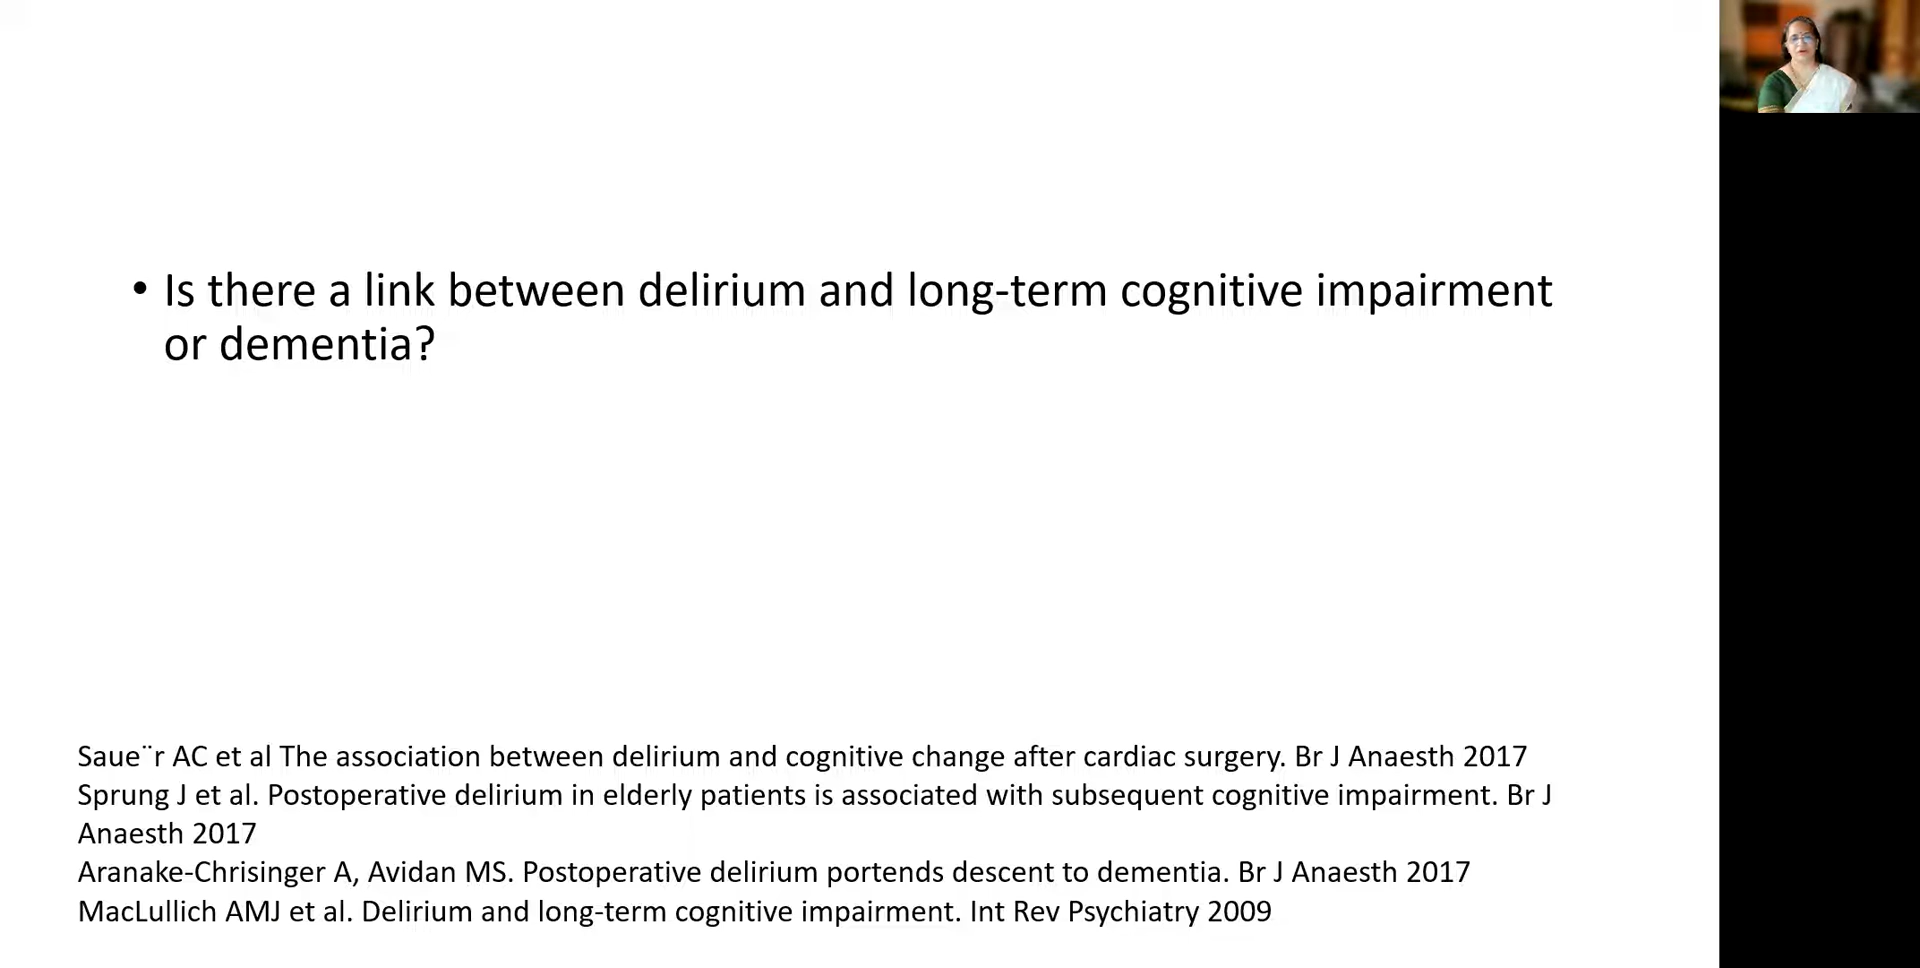 • Is there a link between delirium and long-term cognitive impairment
or dementia?
Saue¨r AC et al The association between delirium and cognitive change after cardiac surgery. Br J Anaesth 2017
Sprung J et al. Postoperative delirium in elderly patients is associated with subsequent cognitive impairment. Br J
Anaesth 2017
Aranake-Chrisinger A, Avidan MS. Postoperative delirium portends descent to dementia. Br J Anaesth 2017
MacLullich AMJ et al. Delirium and long-term cognitive impairment. Int Rev Psychiatry 2009